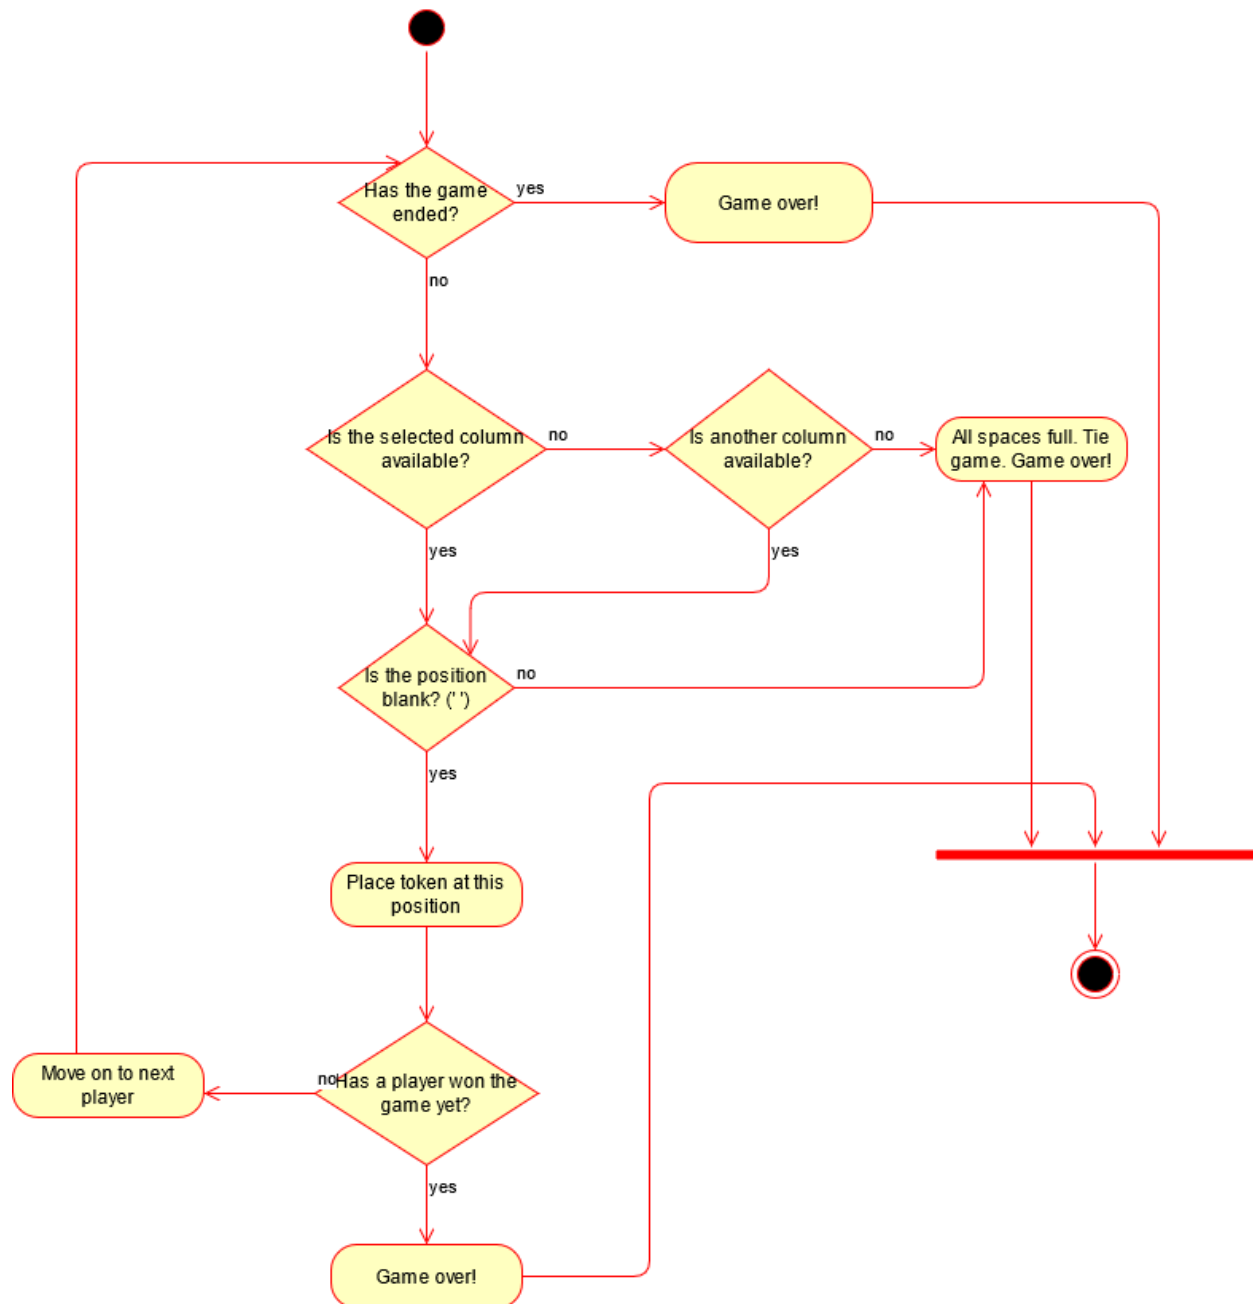 Has the game
ended?
yes
Game over!
no
Is the selected column
available?
no
Is another column
available?
no
All spaces full. Tie
game. Game over!
yes
yes
Is the position
blank? (' ')
no
yes
Place token at this
position
Move on to next
player
no
Has a player won the
game yet?
yes
Game over!